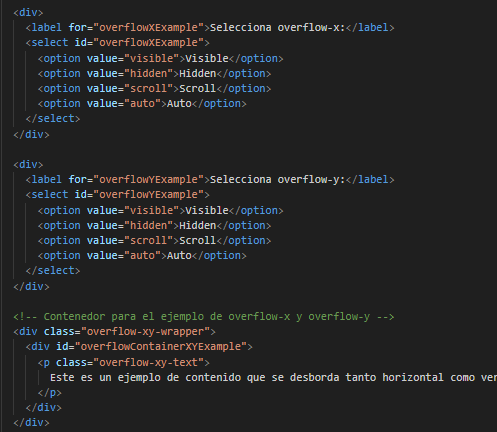 <div>
<label for="overflowXExample">Selecciona overflow-x:</label>
<select id="overflowXExample">
<option value="visible">Visible</option>
<option value="hidden">Hidden</option>
<option value="scroll">Scroll</option>
<option value="auto">Auto</option>
</select>
</div>
<div>
<label for="overflowYExample">Selecciona overflow-y:</label>
<select id="overflowYExample">
<option value="visible">Visible</option>
<option value="hidden">Hidden</option>
<option value="scroll">Scroll</option>
<option value="auto">Auto</option>
</select>
</div>
<!-- Contenedor para el ejemplo de overflow-x y overflow-y -->
<div class="overflow-xy-wrapper">
<div id="overflowContainerXYExample">
<p class="overflow-xy-text">
Este es un ejemplo de contenido que se desborda tanto horizontal como ver
</p>
</div>
</div>